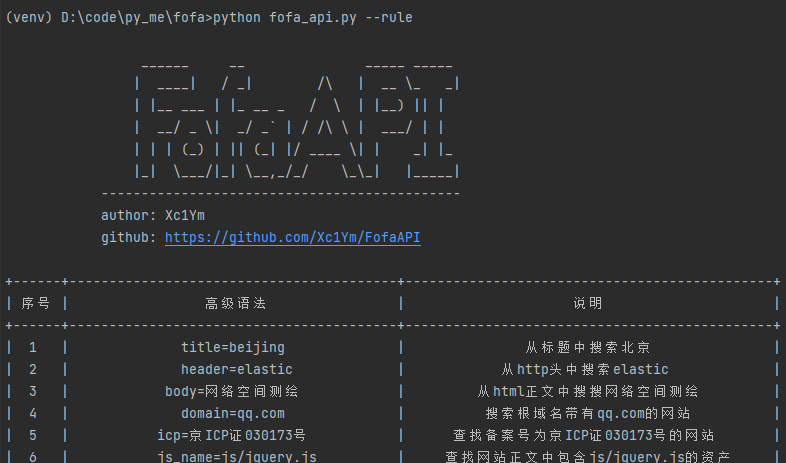 (venv) D:\code\py_me\fofa>python fofa_api.py --rule
FofaAPI
author: Xc1Ym
github: https://github.com/Xc1Ym/FofaAPI
序号 | 高级语法 | 说明
1 | title=beijing | 从标题中搜索北京
2 | header=elastic | 从http头中搜索elastic
3 | body=网络空间测绘 | 从html正文中搜搜网络空间测绘
4 | domain=qq.com | 搜索根域名带有qq.com的网站
5 | icp=京ICP证030173号 | 查找备案号为京ICP证030173号的网站
6 | js_name=js/jquery.js | 查找网站正文中包含js/jquery.js的资产